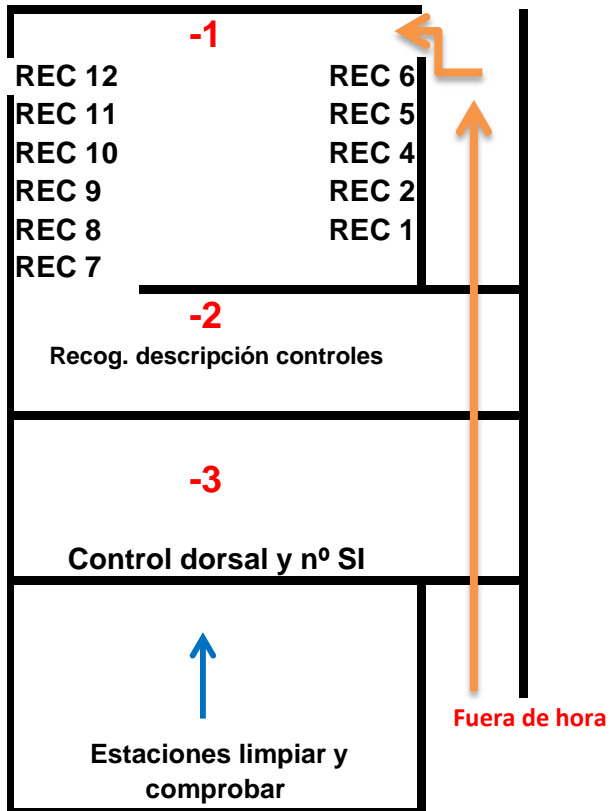 -1
REC 12 REC 6
REC 11 REC 5
REC 10 REC 4
REC 9 REC 2
REC 8 REC 1
REC 7
-2
Recog. descripción controles
-3
Control dorsal y nº SI
Fuera de hora
Estaciones limpiar y
comprobar